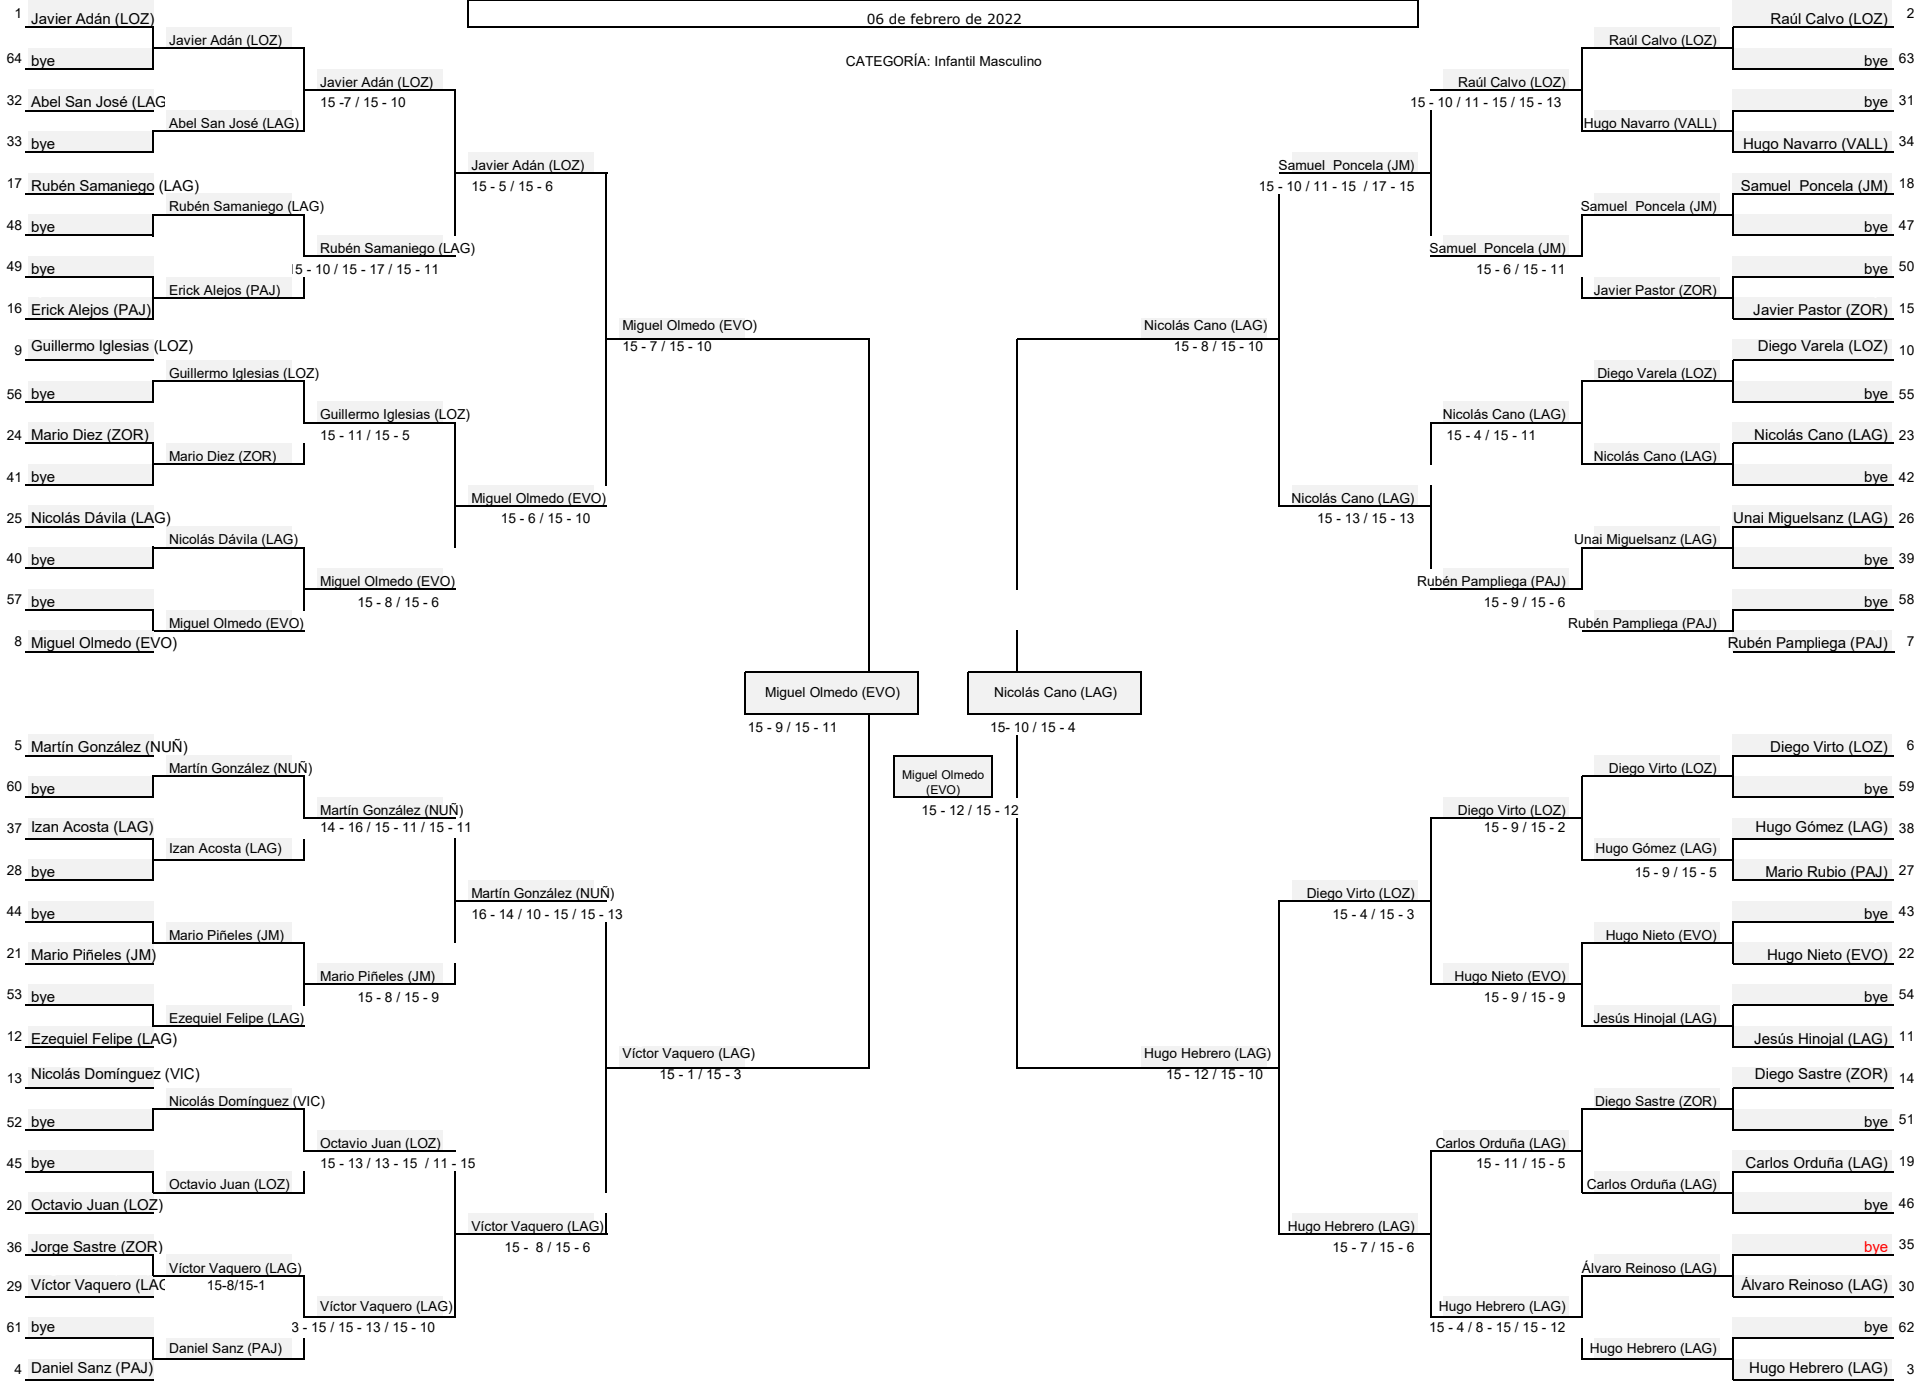 06 de febrero de 2022
CATEGORÍA: Infantil Masculino
1 Javier Adán (LOZ)
Javier Adán (LOZ)
64 bye
Javier Adán (LOZ)
15 -7 / 15 - 10
32 Abel San José (LAG
Abel San José (LAG)
33 bye
Javier Adán (LOZ)
15 - 5 / 15 - 6
17 Rubén Samaniego (LAG)
Rubén Samaniego (LAG)
48 bye
Rubén Samaniego (LAG)
15 - 10 / 15 - 17 / 15 - 11
49 bye
Erick Alejos (PAJ)
16 Erick Alejos (PAJ)
Miguel Olmedo (EVO)
15 - 7 / 15 - 10
9 Guillermo Iglesias (LOZ)
Guillermo Iglesias (LOZ)
56 bye
Guillermo Iglesias (LOZ)
15 - 11 / 15 - 5
24 Mario Diez (ZOR)
Mario Diez (ZOR)
41 bye
Miguel Olmedo (EVO)
15 - 6 / 15 - 10
25 Nicolás Dávila (LAG)
Nicolás Dávila (LAG)
40 bye
Miguel Olmedo (EVO)
15 - 8 / 15 - 6
57 bye
Miguel Olmedo (EVO)
8 Miguel Olmedo (EVO)
Miguel Olmedo (EVO)
15 - 9 / 15 - 11
5 Martín González (NUÑ)
Martín González (NUÑ)
60 bye
Martín González (NUÑ)
14 - 16 / 15 - 11 / 15 - 11
37 Izan Acosta (LAG)
Izan Acosta (LAG)
28 bye
Martín González (NUÑ)
16 - 14 / 10 - 15 / 15 - 13
44 bye
Mario Piñeles (JM)
21 Mario Piñeles (JM)
Mario Piñeles (JM)
15 - 8 / 15 - 9
53 bye
Ezequiel Felipe (LAG)
12 Ezequiel Felipe (LAG)
Víctor Vaquero (LAG)
15 - 1 / 15 - 3
13 Nicolás Domínguez (VIC)
Nicolás Domínguez (VIC)
52 bye
Octavio Juan (LOZ)
15 - 13 / 13 - 15 / 11 - 15
45 bye
Octavio Juan (LOZ)
20 Octavio Juan (LOZ)
Víctor Vaquero (LAG)
15 - 8 / 15 - 6
36 Jorge Sastre (ZOR)
Víctor Vaquero (LAG)
15-8/15-1
29 Víctor Vaquero (LAG
Víctor Vaquero (LAG)
3 - 15 / 15 - 13 / 15 - 10
61 bye
Daniel Sanz (PAJ)
4 Daniel Sanz (PAJ)
Miguel Olmedo
(EVO)
15 - 12 / 15 - 12
Nicolás Cano (LAG)
15- 10 / 15 - 4
Raúl Calvo (LOZ) 2
Raúl Calvo (LOZ)
bye 63
Raúl Calvo (LOZ)
15 - 10 / 11 - 15 / 15 - 13
bye 31
Hugo Navarro (VALL)
Hugo Navarro (VALL) 34
Samuel Poncela (JM)
15 - 10 / 11 - 15 / 17 - 15
Samuel Poncela (JM) 18
Samuel Poncela (JM)
bye 47
Samuel Poncela (JM)
15 - 6 / 15 - 11
bye 50
Javier Pastor (ZOR)
Javier Pastor (ZOR) 15
Nicolás Cano (LAG)
15 - 8 / 15 - 10
Diego Varela (LOZ) 10
Diego Varela (LOZ)
bye 55
Nicolás Cano (LAG)
15 - 4 / 15 - 11
Nicolás Cano (LAG) 23
Nicolás Cano (LAG)
bye 42
Nicolás Cano (LAG)
15 - 13 / 15 - 13
Unai Miguelsanz (LAG) 26
Unai Miguelsanz (LAG)
bye 39
Rubén Pampliega (PAJ)
15 - 9 / 15 - 6
bye 58
Rubén Pampliega (PAJ)
Rubén Pampliega (PAJ) 7
Diego Virto (LOZ) 6
Diego Virto (LOZ)
bye 59
Diego Virto (LOZ)
15 - 9 / 15 - 2
Hugo Gómez (LAG) 38
Hugo Gómez (LAG)
15 - 9 / 15 - 5
Mario Rubio (PAJ) 27
Diego Virto (LOZ)
15 - 4 / 15 - 3
bye 43
Hugo Nieto (EVO)
Hugo Nieto (EVO) 22
Hugo Nieto (EVO)
15 - 9 / 15 - 9
bye 54
Jesús Hinojal (LAG)
Jesús Hinojal (LAG) 11
Hugo Hebrero (LAG)
15 - 12 / 15 - 10
Diego Sastre (ZOR) 14
Diego Sastre (ZOR)
bye 51
Carlos Orduña (LAG)
15 - 11 / 15 - 5
Carlos Orduña (LAG) 19
Carlos Orduña (LAG)
bye 46
Hugo Hebrero (LAG)
15 - 7 / 15 - 6
bye 35
Álvaro Reinoso (LAG)
Álvaro Reinoso (LAG) 30
Hugo Hebrero (LAG)
15 - 4 / 8 - 15 / 15 - 12
bye 62
Hugo Hebrero (LAG)
Hugo Hebrero (LAG) 3